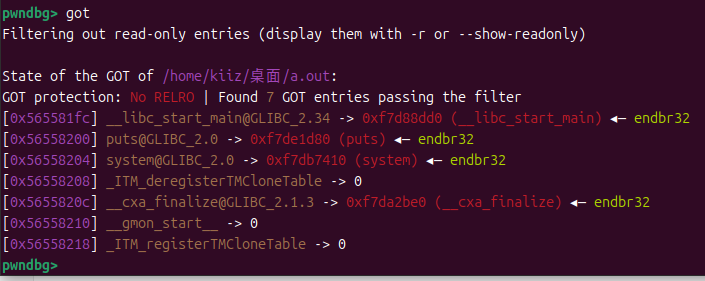 pwndbg> got
Filtering out read-only entries (display them with -r or --show-readonly)
State of the GOT of /home/kiiz/桌面/a.out:
GOT protection: No RELRO | Found 7 GOT entries passing the filter
[0x565581fc] __libc_start_main@GLIBC_2.34 -> 0xf7d88dd0 (__libc_start_main) ◂— endbr32
[0x56558200] puts@GLIBC_2.0 -> 0xf7de1d80 (puts) ◂— endbr32
[0x56558204] system@GLIBC_2.0 -> 0xf7db7410 (system) ◂— endbr32
[0x56558208] _ITM_deregisterTMCloneTable -> 0
[0x5655820c] __cxa_finalize@GLIBC_2.1.3 -> 0xf7da2be0 (__cxa_finalize) ◂— endbr32
[0x56558210] __gmon_start__ -> 0
[0x56558218] _ITM_registerTMCloneTable -> 0
pwndbg>